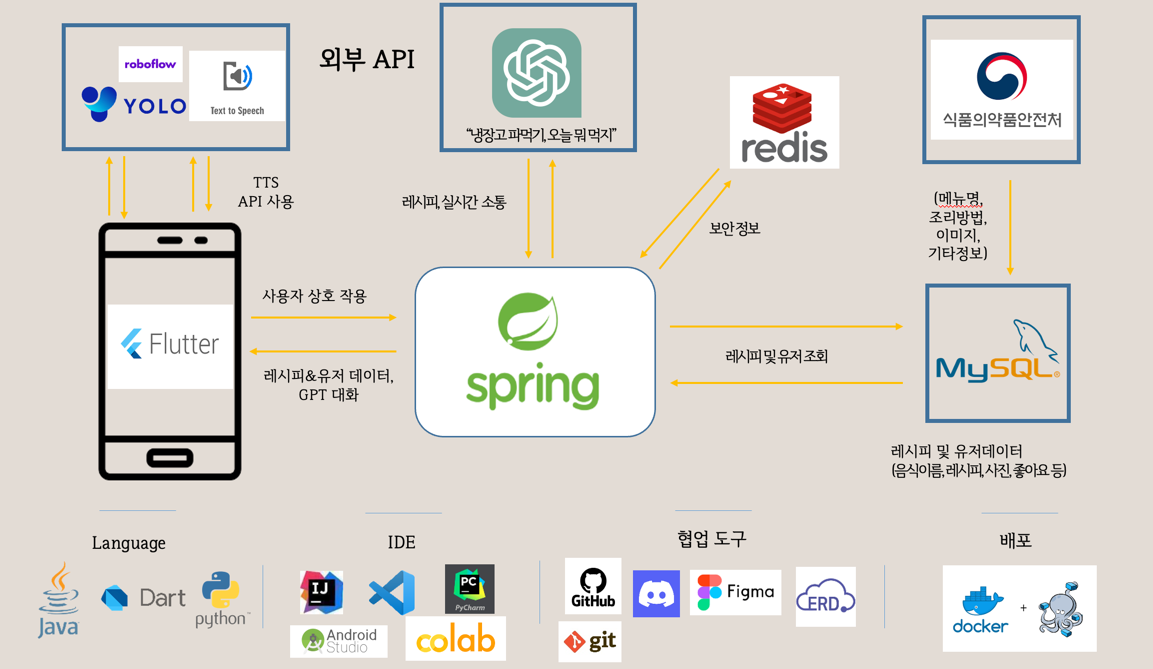 외부 API
roboflow
YOLO
Text to Speech
“냉장고 파먹기, 오늘 뭐 먹지”
redis
식품의약품안전처
TTS
API 사용
레시피, 실시간 소통
보안정보
(메뉴명,
조리방법,
이미지,
기타정보)
Flutter
사용자 상호 작용
레시피&유저 데이터,
GPT 대화
spring
레시피 및 유저 조회
MySQL®
레시피 및 유저데이터
(음식이름, 레시피, 사진, 좋아요 등)
Language
Java
Dart
python™
IDE
IJ
PC
PyCharm
Android
Studio
colab
협업 도구
GitHub
Figma
ERD
git
배포
docker
+